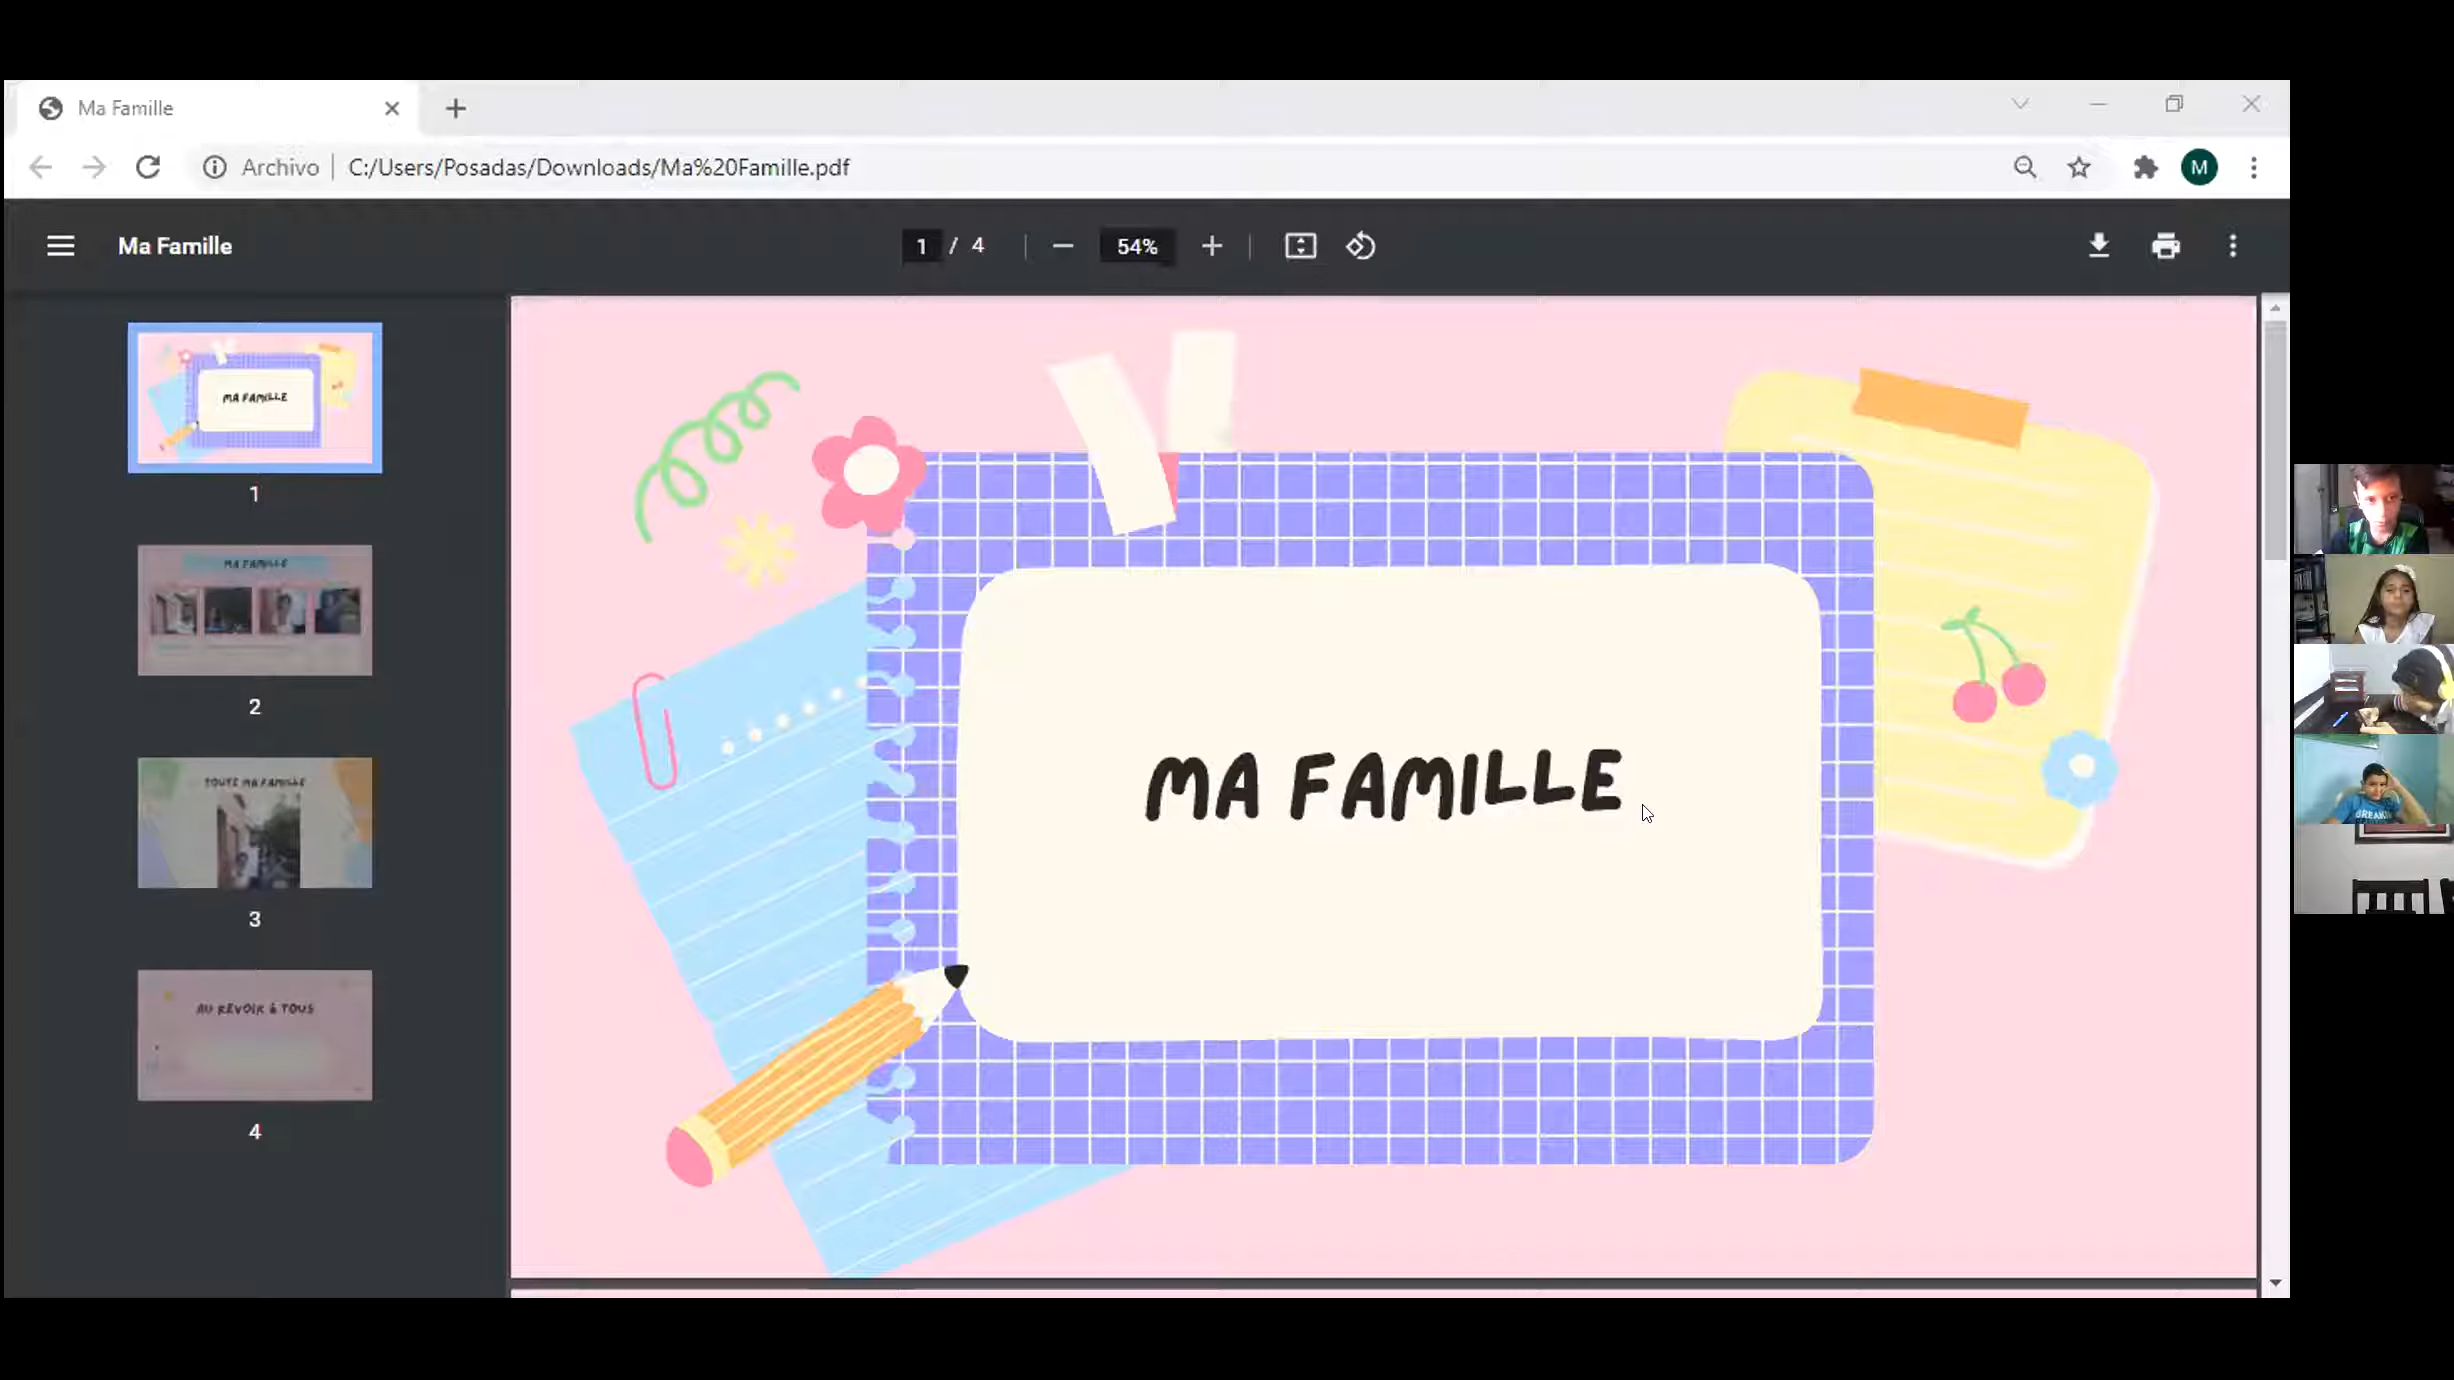 Ma Famille
Archivo
C:/Users/Posadas/Downloads/Ma%20Famille.pdf
M
Ma Famille
1 / 4
54%
MA FAMILLE
1
MA FAMILLE
2
TOUTE MA FAMILLE
3
AU REVOIR à TOUS
4
MA FAMILLE